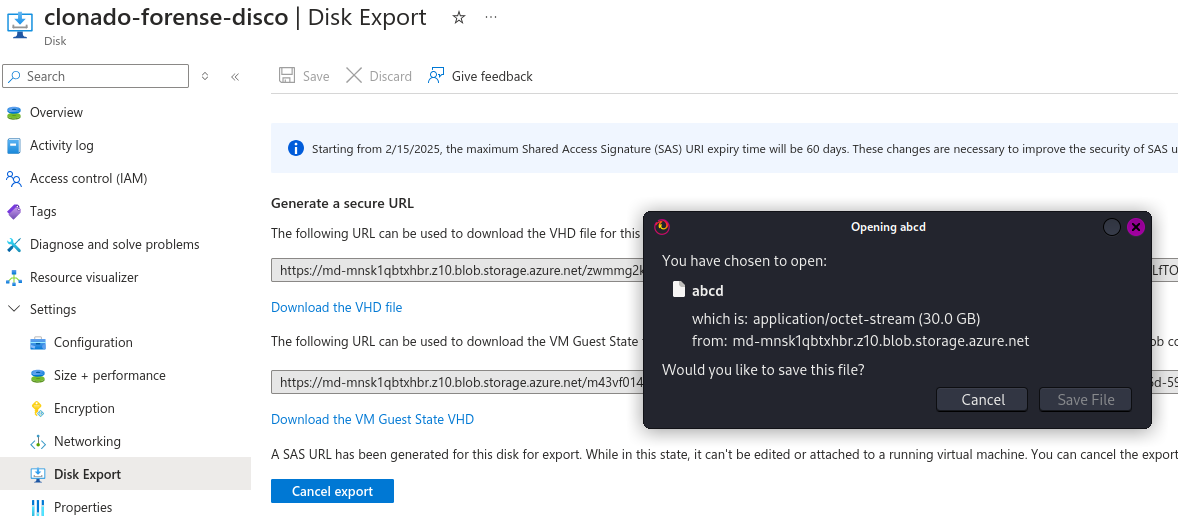 clonado-forense-disco | Disk Export ☆ ...
Disk
Search
Save
Discard
Give feedback
Overview
Activity log
Access control (IAM)
Tags
Diagnose and solve problems
Resource visualizer
Settings
Configuration
Size + performance
Encryption
Networking
Disk Export
Properties
Starting from 2/15/2025, the maximum Shared Access Signature (SAS) URI expiry time will be 60 days. These changes are necessary to improve the security of SAS
Generate a secure URL
The following URL can be used to download the VHD file for this
https://md-mnsk1qbtxhbr.z10.blob.storage.azure.net/zwmmg2
Download the VHD file
The following URL can be used to download the VM Guest State
https://md-mnsk1qbtxhbr.z10.blob.storage.azure.net/m43vf014
Download the VM Guest State VHD
A SAS URL has been generated for this disk for export. While in this state, it can't be edited or attached to a running virtual machine. You can cancel the export
Cancel export
Opening abcd
You have chosen to open:
abcd
which is: application/octet-stream (30.0 GB)
from: md-mnsk1qbtxhbr.z10.blob.storage.azure.net
Would you like to save this file?
Cancel
Save File